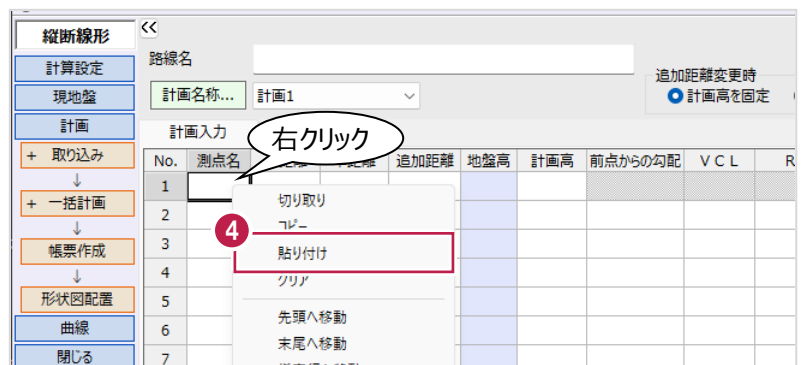 縦断線形
<<
計算設定
現地盤
計画
+ 取り込み
↓
+ 一括計画
↓
帳票作成
↓
形状図配置
曲線
閉じる
路線名
追加距離変更時
計画名称... 計画1
計画高を固定
計画入力
右クリック
No. 測点名 追加距離 地盤高 計画高 前点からの勾配 VCL R
1
2
3
4
5
6
7
切り取り
コピー
4
貼り付け
クリア
先頭へ移動
末尾へ移動